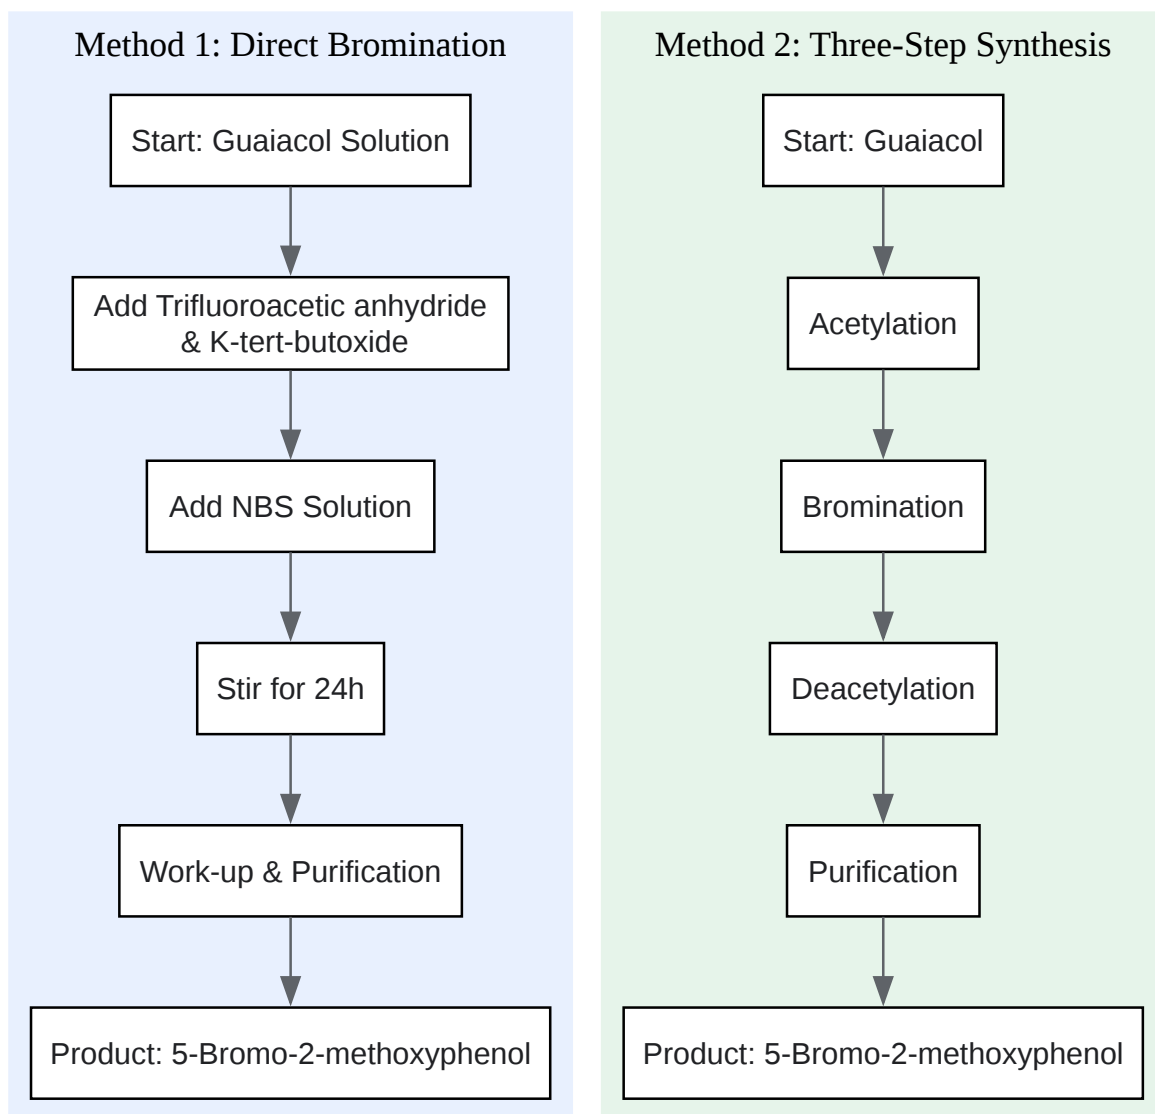 Method 1: Direct Bromination
Start: Guaiacol Solution
Add Trifluoroacetic anhydride
& K-tert-butoxide
Add NBS Solution
Stir for 24h
Work-up & Purification
Product: 5-Bromo-2-methoxyphenol
Method 2: Three-Step Synthesis
Start: Guaiacol
Acetylation
Bromination
Deacetylation
Purification
Product: 5-Bromo-2-methoxyphenol